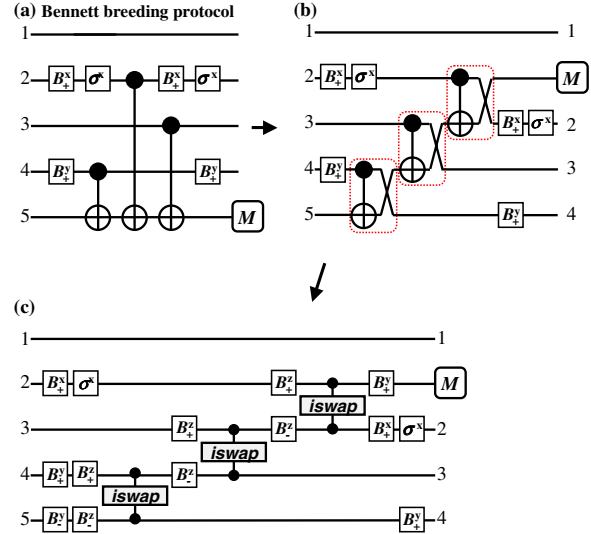 (a) Bennett breeding protocol
1
2 B₊ˣ σˣ B₊ˣ σˣ
3
4 B₊ʸ B₊ʸ
5 M
(b)
1 1
2 B₊ˣ σˣ M
3 B₊ˣ σˣ 2
4 B₊ʸ 3
5 B₊ʸ 4
(c)
1 1
2 B₊ˣ σˣ B₊ᶻ B₊ʸ M
iswap
3 B₊ᶻ B₋ᶻ B₊ˣ σˣ 2
iswap
4 B₊ʸ B₊ᶻ B₋ᶻ 3
iswap
5 B₋ʸ B₋ᶻ B₊ʸ 4